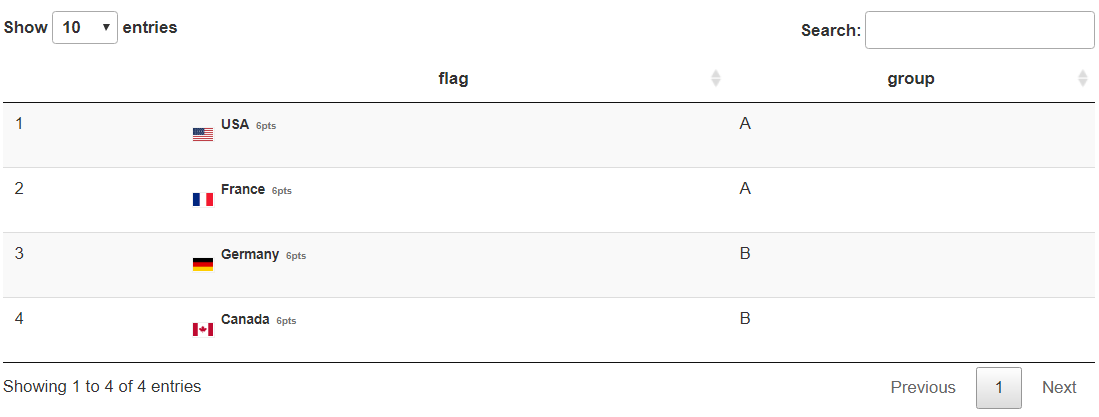 Show 10 entries Search:
flag group
1 USA 6pts A
2 France 6pts A
3 Germany 6pts B
4 Canada 6pts B
Showing 1 to 4 of 4 entries Previous 1 Next